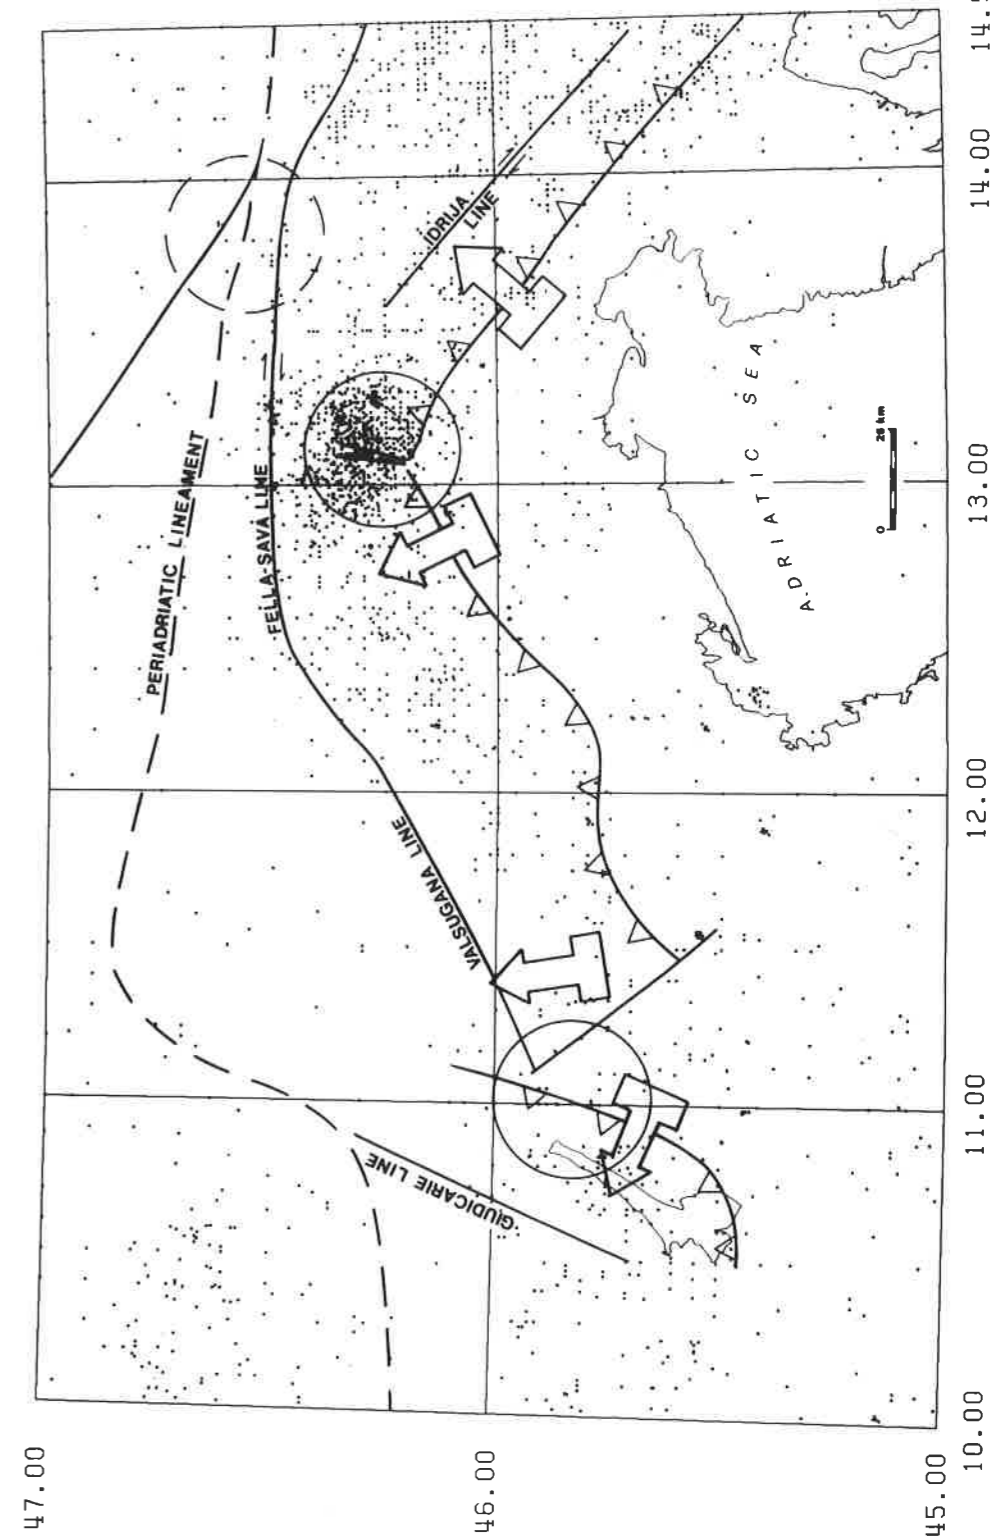 47.00
46.00
45.00
10.00
11.00
12.00
13.00
14.00
PERIADRIATIC LINEAMENT
FELLA-SAVA LINE
IDRIJA
LINE
VALSUGANA LINE
GIUDICARIE LINE
ADRIATIC SEA
0 20 km